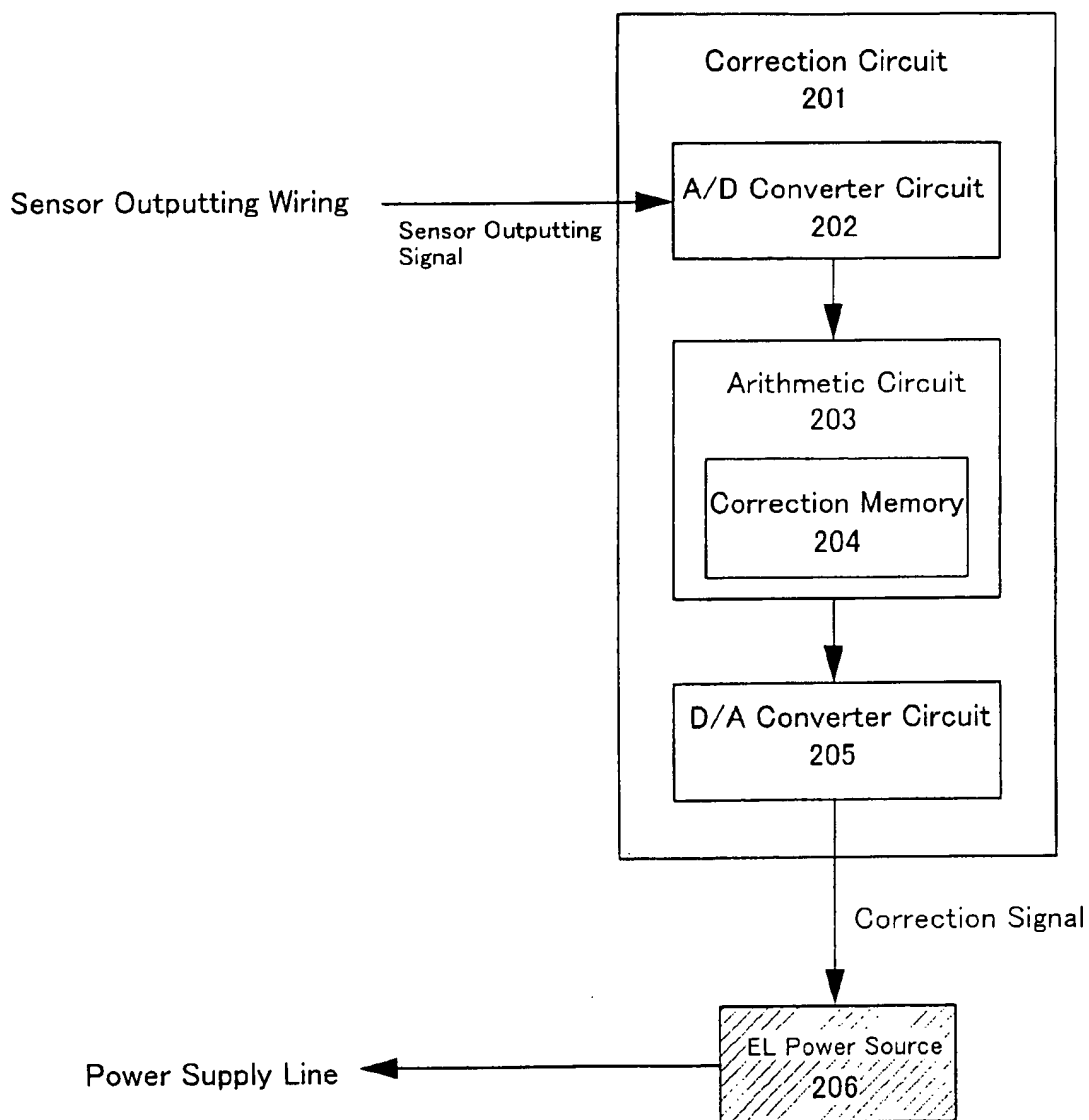 Correction Circuit
201
A/D Converter Circuit
202
Sensor Outputting Wiring
Sensor Outputting
Signal
Arithmetic Circuit
203
Correction Memory
204
D/A Converter Circuit
205
Correction Signal
EL Power Source
206
Power Supply Line